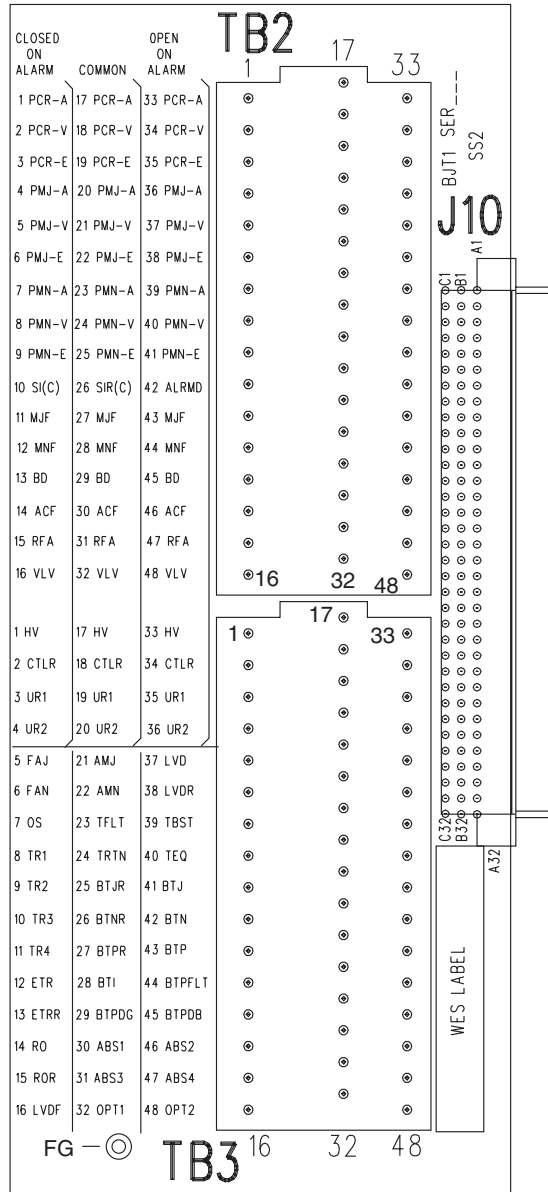 TB2
CLOSED ON ALARM COMMON OPEN ON ALARM
1 17 33
1 PCR-A 17 PCR-A 33 PCR-A
2 PCR-V 18 PCR-V 34 PCR-V
3 PCR-E 19 PCR-E 35 PCR-E
4 PMJ-A 20 PMJ-A 36 PMJ-A
5 PMJ-V 21 PMJ-V 37 PMJ-V
6 PMJ-E 22 PMJ-E 38 PMJ-E
7 PMN-A 23 PMN-A 39 PMN-A
8 PMN-V 24 PMN-V 40 PMN-V
9 PMN-E 25 PMN-E 41 PMN-E
10 SI(C) 26 SIR(C) 42 ALRMD
11 MJF 27 MJF 43 MJF
12 MNF 28 MNF 44 MNF
13 BD 29 BD 45 BD
14 ACF 30 ACF 46 ACF
15 RFA 31 RFA 47 RFA
16 VLV 32 VLV 48 VLV
16 32 48
BJT1 SER___
SS2
J10
A1
C1 B1
C32 B32
A32
WES LABEL
1 17 33
1 HV 17 HV 33 HV
2 CTLR 18 CTLR 34 CTLR
3 UR1 19 UR1 35 UR1
4 UR2 20 UR2 36 UR2
5 FAJ 21 AMJ 37 LVD
6 FAN 22 AMN 38 LVDR
7 OS 23 TFLT 39 TBST
8 TR1 24 TRTN 40 TEQ
9 TR2 25 BTJR 41 BTJ
10 TR3 26 BTNR 42 BTN
11 TR4 27 BTPR 43 BTP
12 ETR 28 BTI 44 BTPFLT
13 ETRR 29 BTPDG 45 BTPDB
14 RO 30 ABS1 46 ABS2
15 ROR 31 ABS3 47 ABS4
16 LVDF 32 OPT1 48 OPT2
FG TB3 16 32 48